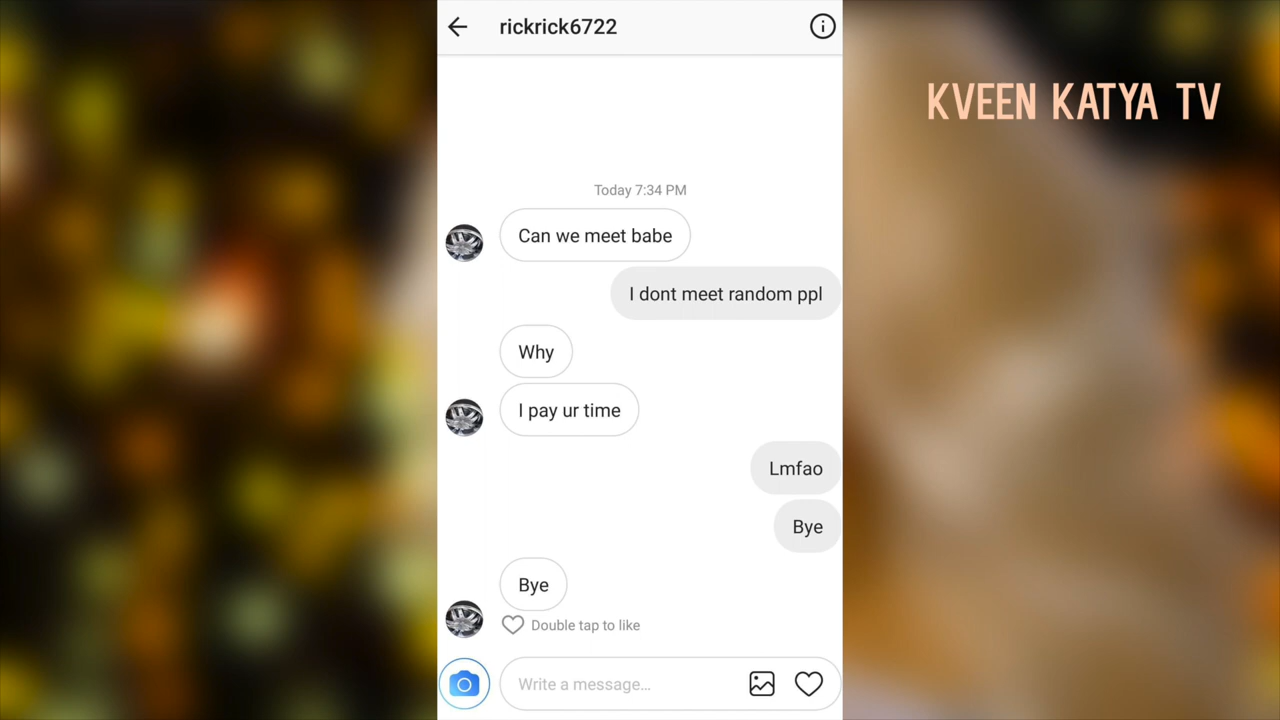 rickrick6722
KVEEN KATYA TV
Today 7:34 PM
Can we meet babe
I dont meet random ppl
Why
I pay ur time
Lmfao
Bye
Bye
Double tap to like
Write a message...